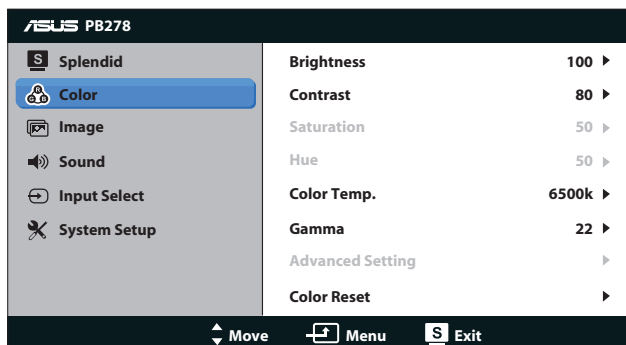 ASUS PB278
S Splendid
R G B Color
Image
Sound
Input Select
System Setup
Brightness 100
Contrast 80
Saturation 50
Hue 50
Color Temp. 6500k
Gamma 22
Advanced Setting
Color Reset
Move Menu S Exit